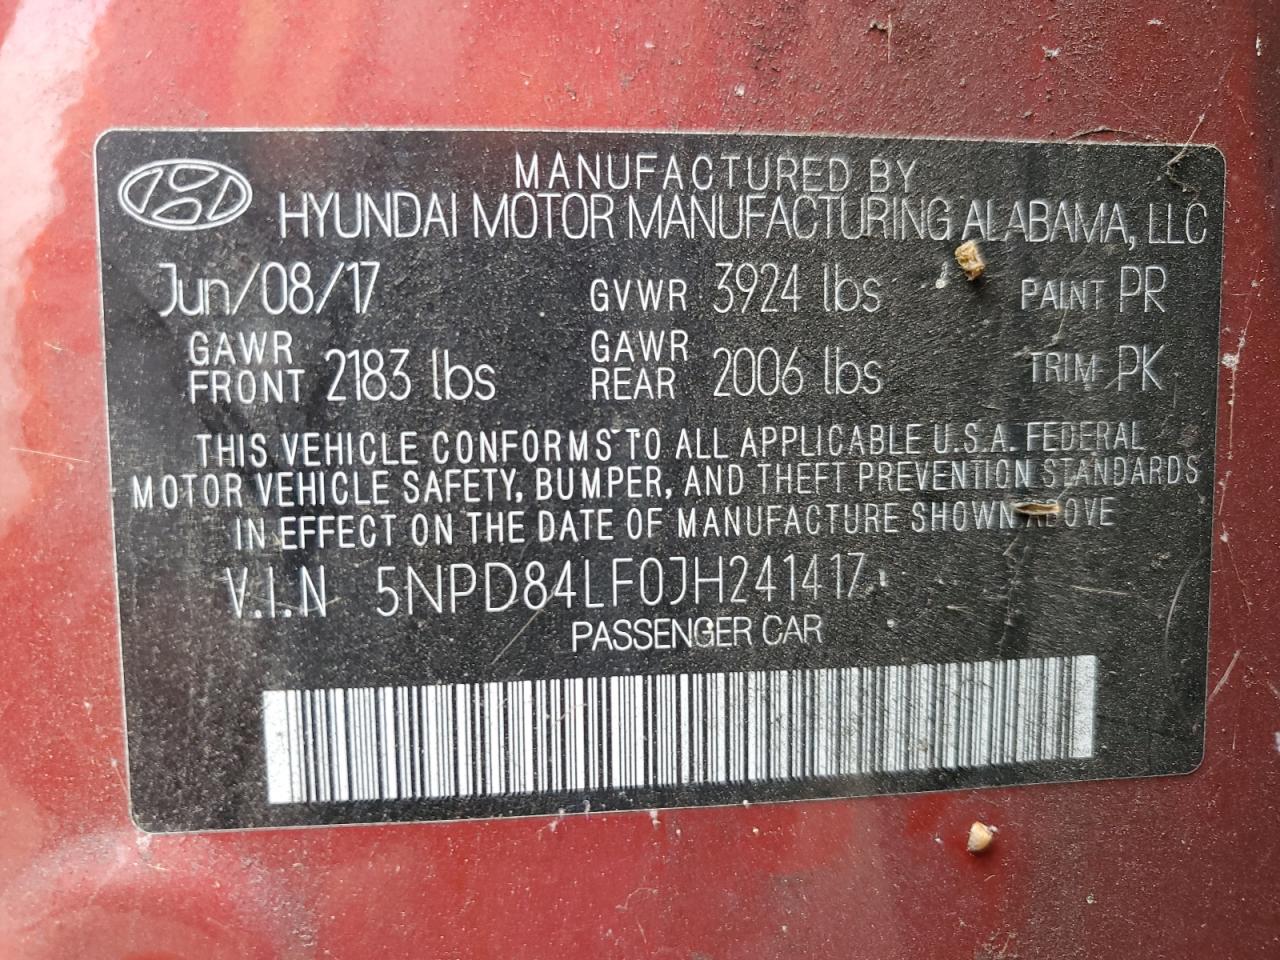 MANUFACTURED BY
HYUNDAI MOTOR MANUFACTURING ALABAMA, LLC
Jun/08/17 GVWR 3924 lbs PAINT PR
GAWR FRONT 2183 lbs GAWR REAR 2006 lbs TRIM PK
THIS VEHICLE CONFORMS TO ALL APPLICABLE U.S.A. FEDERAL
MOTOR VEHICLE SAFETY, BUMPER, AND THEFT PREVENTION STANDARDS
IN EFFECT ON THE DATE OF MANUFACTURE SHOWN ABOVE
V.I.N 5NPD84LF0JH241417
PASSENGER CAR